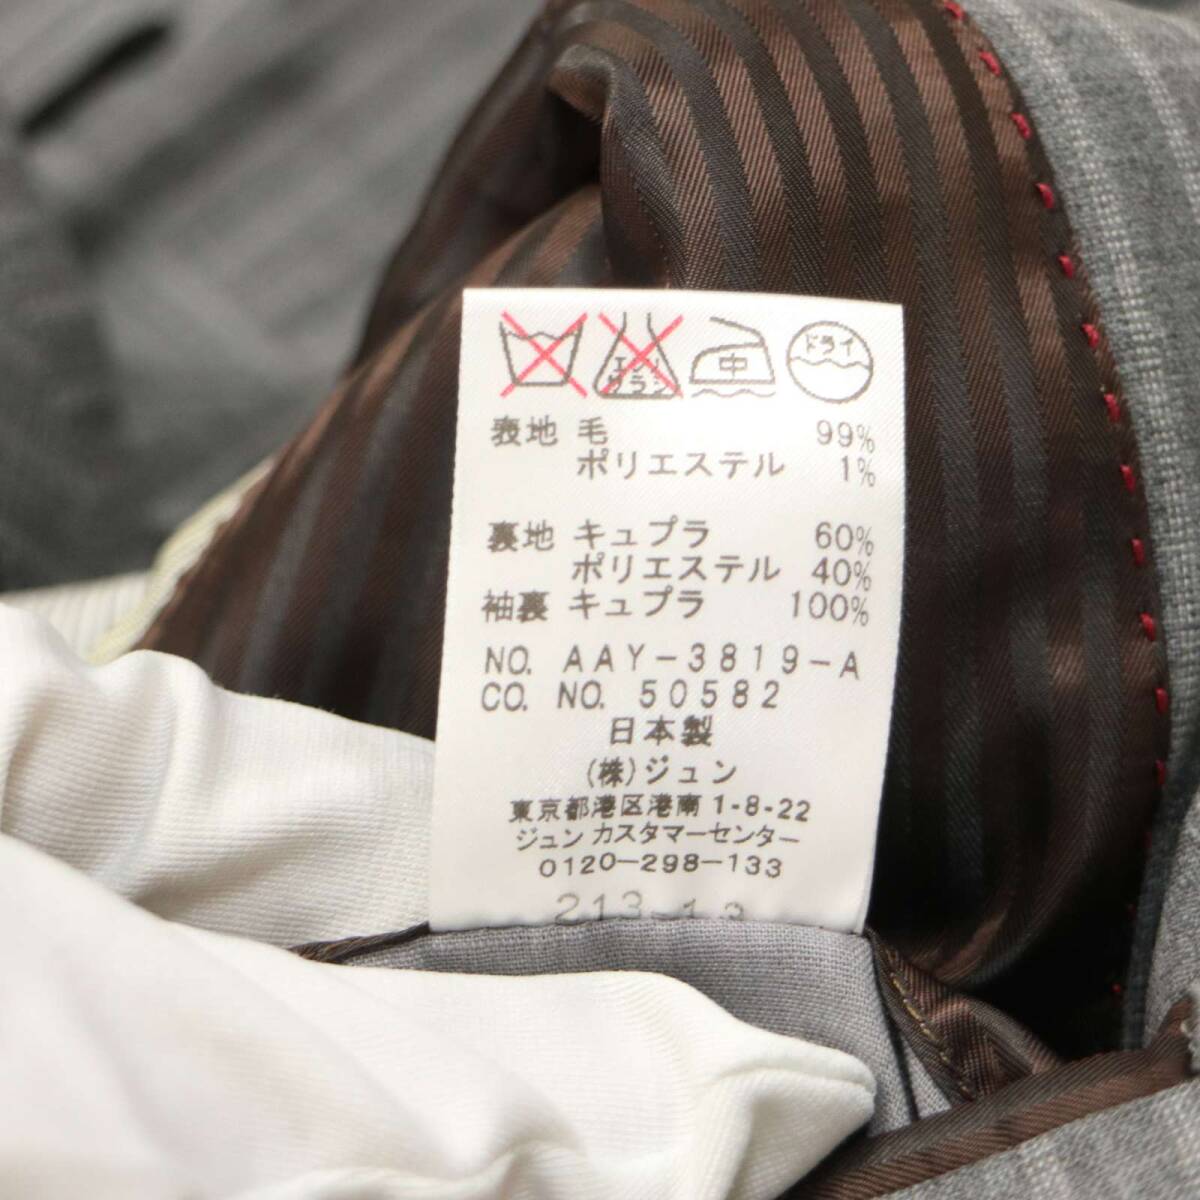 エンソ
サラシ
中
ドライ
表地 毛 99%
ポリエステル 1%
裏地 キュプラ 60%
ポリエステル 40%
袖裏 キュプラ 100%
NO. AAY-3819-A
CO. NO. 50582
日本製
(株)ジュン
東京都港区港南1-8-22
ジュン カスタマーセンター
0120-298-133
213-13